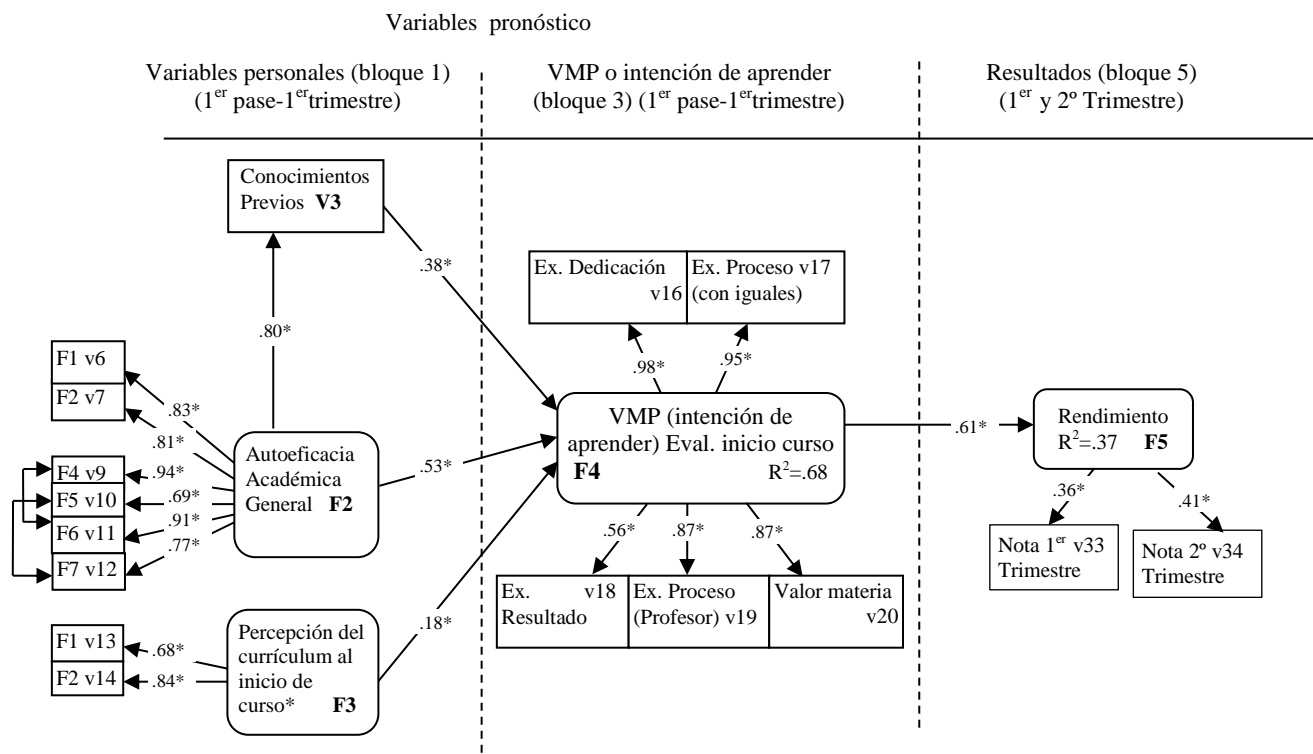 Variables pronóstico
Variables personales (bloque 1)
(1er pase-1ertrimestre)
VMP o intención de aprender
(bloque 3) (1er pase-1ertrimestre)
Resultados (bloque 5)
(1er y 2º Trimestre)
Conocimientos
Previos V3
.38*
.80*
Ex. Dedicación
v16
Ex. Proceso v17
(con iguales)
.98*
.95*
F1 v6
F2 v7
F4 v9
F5 v10
F6 v11
F7 v12
.83*
.81*
.94*
.69*
.91*
.77*
Autoeficacia
Académica
General F2
.53*
VMP (intención de
aprender) Eval. inicio curso
F4 R2=.68
.61*
Rendimiento
R2=.37 F5
.36*
.41*
Nota 1er v33
Trimestre
Nota 2º v34
Trimestre
.56*
.87*
.87*
Ex. v18
Resultado
Ex. Proceso
(Profesor) v19
Valor materia
v20
F1 v13
F2 v14
.68*
.84*
Percepción del
currículum al
inicio de
curso* F3
.18*